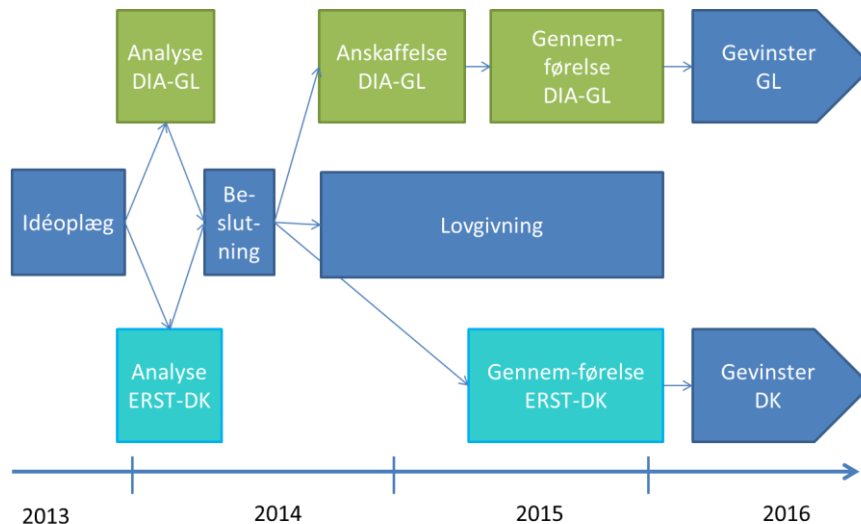 Analyse
DIA-GL
Anskaffelse
DIA-GL
Gennem-
førelse
DIA-GL
Gevinster
GL
Idéoplæg
Be-
slut-
ning
Lovgivning
Analyse
ERST-DK
Gennem-førelse
ERST-DK
Gevinster
DK
2013
2014
2015
2016